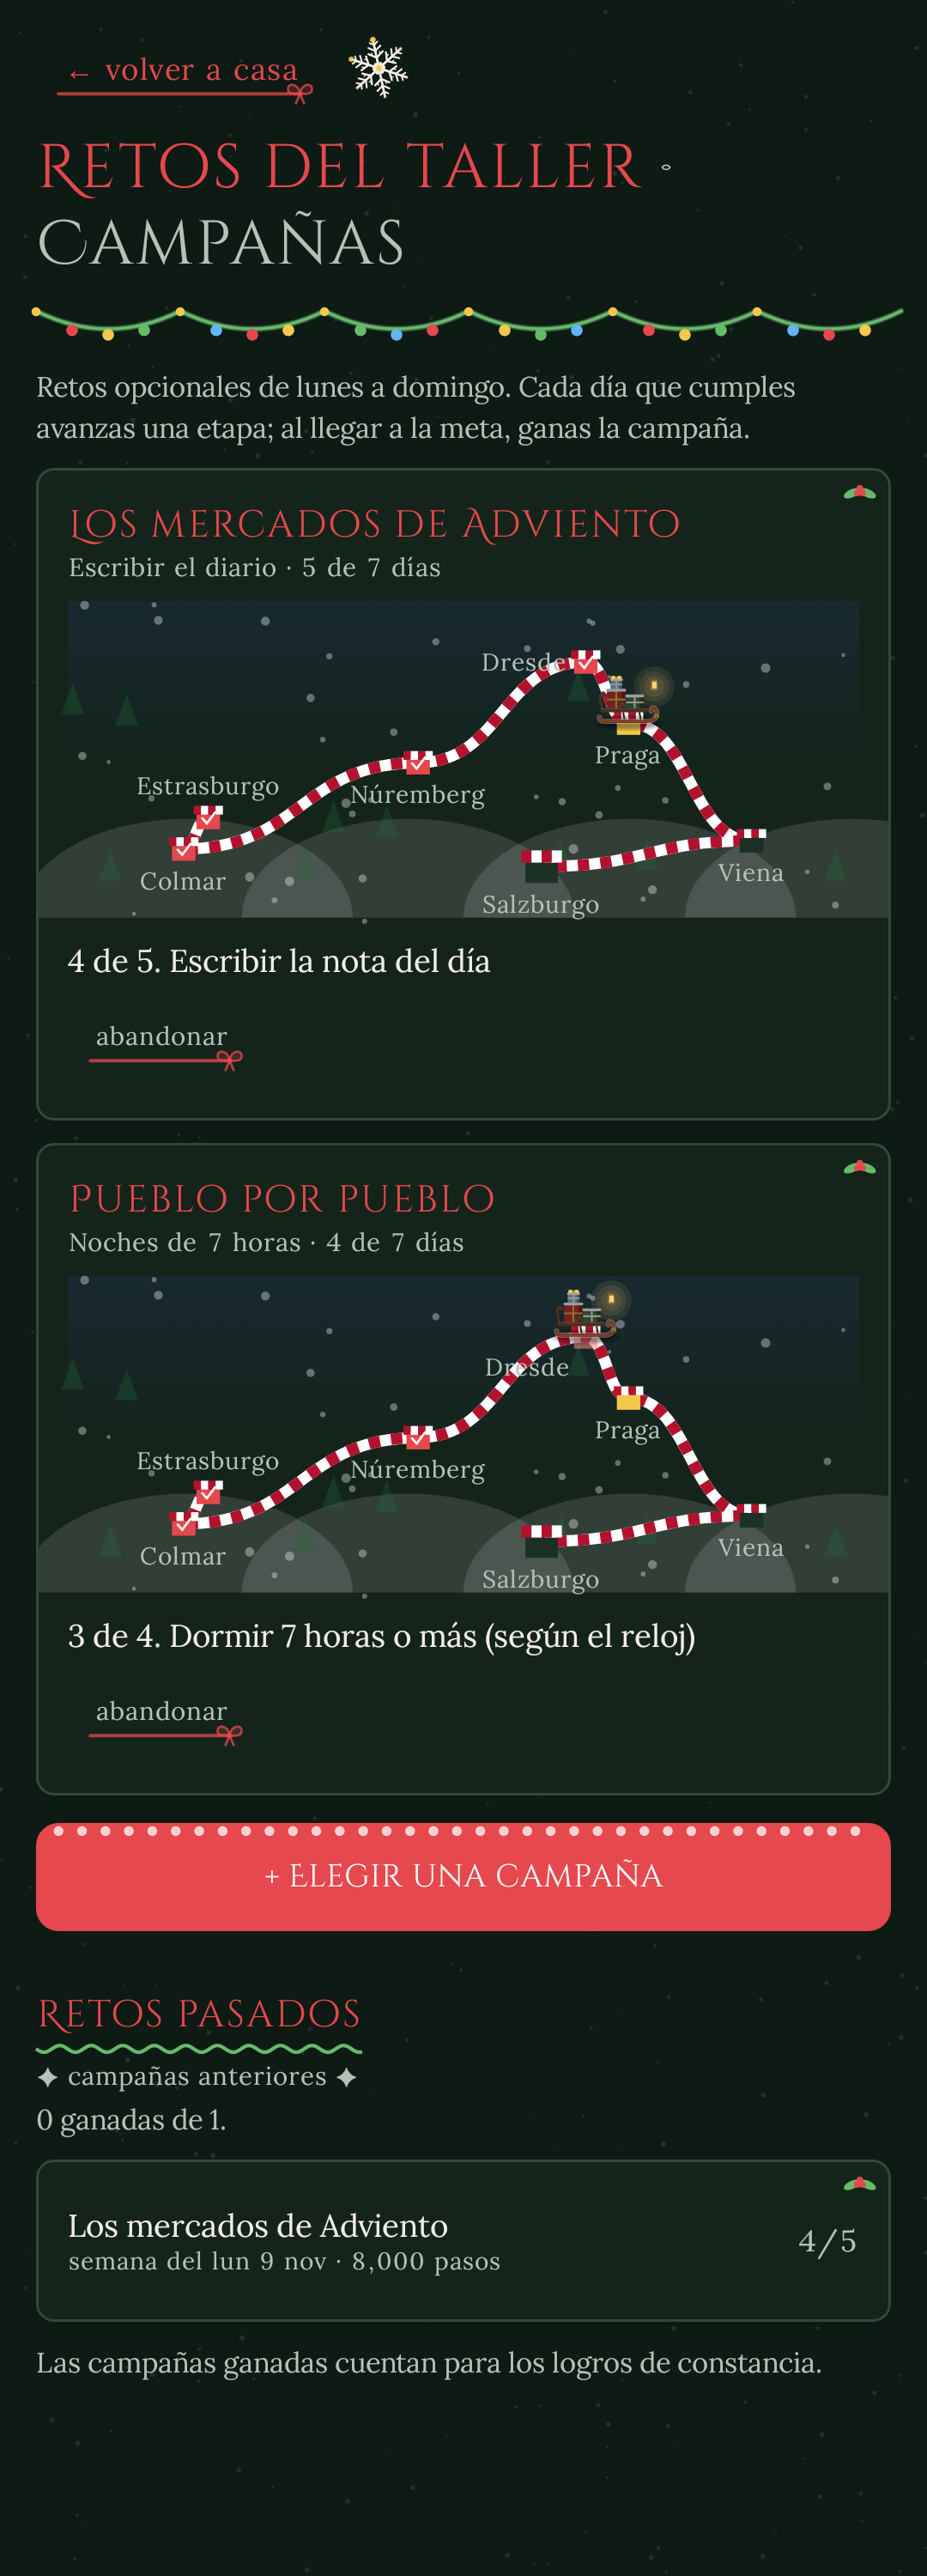 ← volver a casa
Retos del taller ·
Campañas
Retos opcionales de lunes a domingo. Cada día que cumples
avanzas una etapa; al llegar a la meta, ganas la campaña.
Los mercados de Adviento
Escribir el diario · 5 de 7 días
Dresde
Praga
Estrasburgo
Núremberg
Colmar
Viena
Salzburgo
4 de 5. Escribir la nota del día
abandonar
Pueblo por pueblo
Noches de 7 horas · 4 de 7 días
Dresde
Praga
Estrasburgo
Núremberg
Colmar
Viena
Salzburgo
3 de 4. Dormir 7 horas o más (según el reloj)
abandonar
+ Elegir una campaña
Retos pasados
✦ campañas anteriores ✦
0 ganadas de 1.
Los mercados de Adviento
4/5
semana del lun 9 nov · 8,000 pasos
Las campañas ganadas cuentan para los logros de constancia.